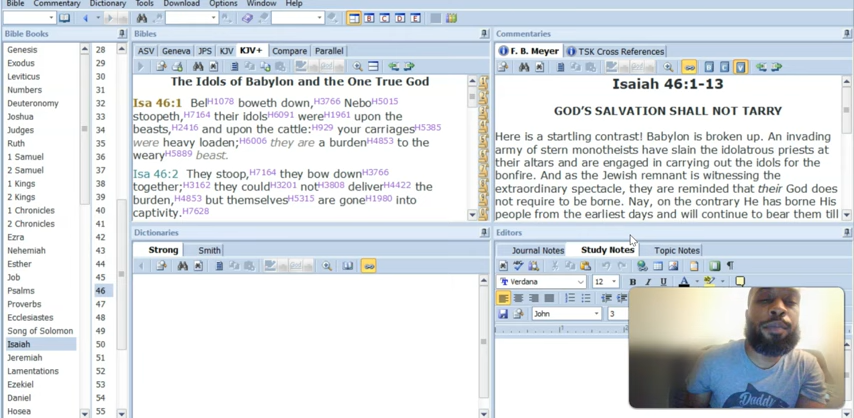 Bible Commentary Dictionary Tools Download Options Window Help
Bible Books
Genesis 28
Exodus 29
Leviticus 30
Numbers 31
Deuteronomy 32
Joshua 33
Judges 34
Ruth 35
1 Samuel 36
2 Samuel 37
1 Kings 38
2 Kings 39
1 Chronicles 40
2 Chronicles 41
Ezra 42
Nehemiah 43
Esther 44
Job 45
Psalms 46
Proverbs 47
Ecclesiastes 48
Song of Solomon 49
Isaiah 50
Jeremiah 51
Lamentations 52
Ezekiel 53
Daniel 54
Hosea 55
B C D E
Bibles
ASV Geneva JPS KJV KJV+ Compare Parallel
The Idols of Babylon and the One True God
Isa 46:1 BelH1078 boweth down,H3766 NeboH5015
stoopeth,H7164 their idolsH6091 wereH1961 upon the
beasts,H2416 and upon the cattle:H929 your carriagesH5385
were heavy loaden;H6006 they are a burdenH4853 to the
wearyH5889 beast.
Isa 46:2 They stoop,H7164 they bow downH3766
together;H3162 they couldH3201 notH3808 deliverH4422 the
burden,H4853 but themselvesH5315 are goneH1980 into
captivity.H7628
Commentaries
F. B. Meyer TSK Cross References
Isaiah 46:1-13
GOD'S SALVATION SHALL NOT TARRY
Here is a startling contrast! Babylon is broken up. An invading
army of stern monotheists have slain the idolatrous priests at
their altars and are engaged in carrying out the idols for the
bonfire. And as the Jewish remnant is witnessing the
extraordinary spectacle, they are reminded that their God does
not require to be borne. Nay, on the contrary He has borne His
people from the earliest days and will continue to bear them till
Dictionaries
Strong Smith
Editors
Journal Notes Study Notes Topic Notes
Verdana 12 B I U A
John 3
Daddy